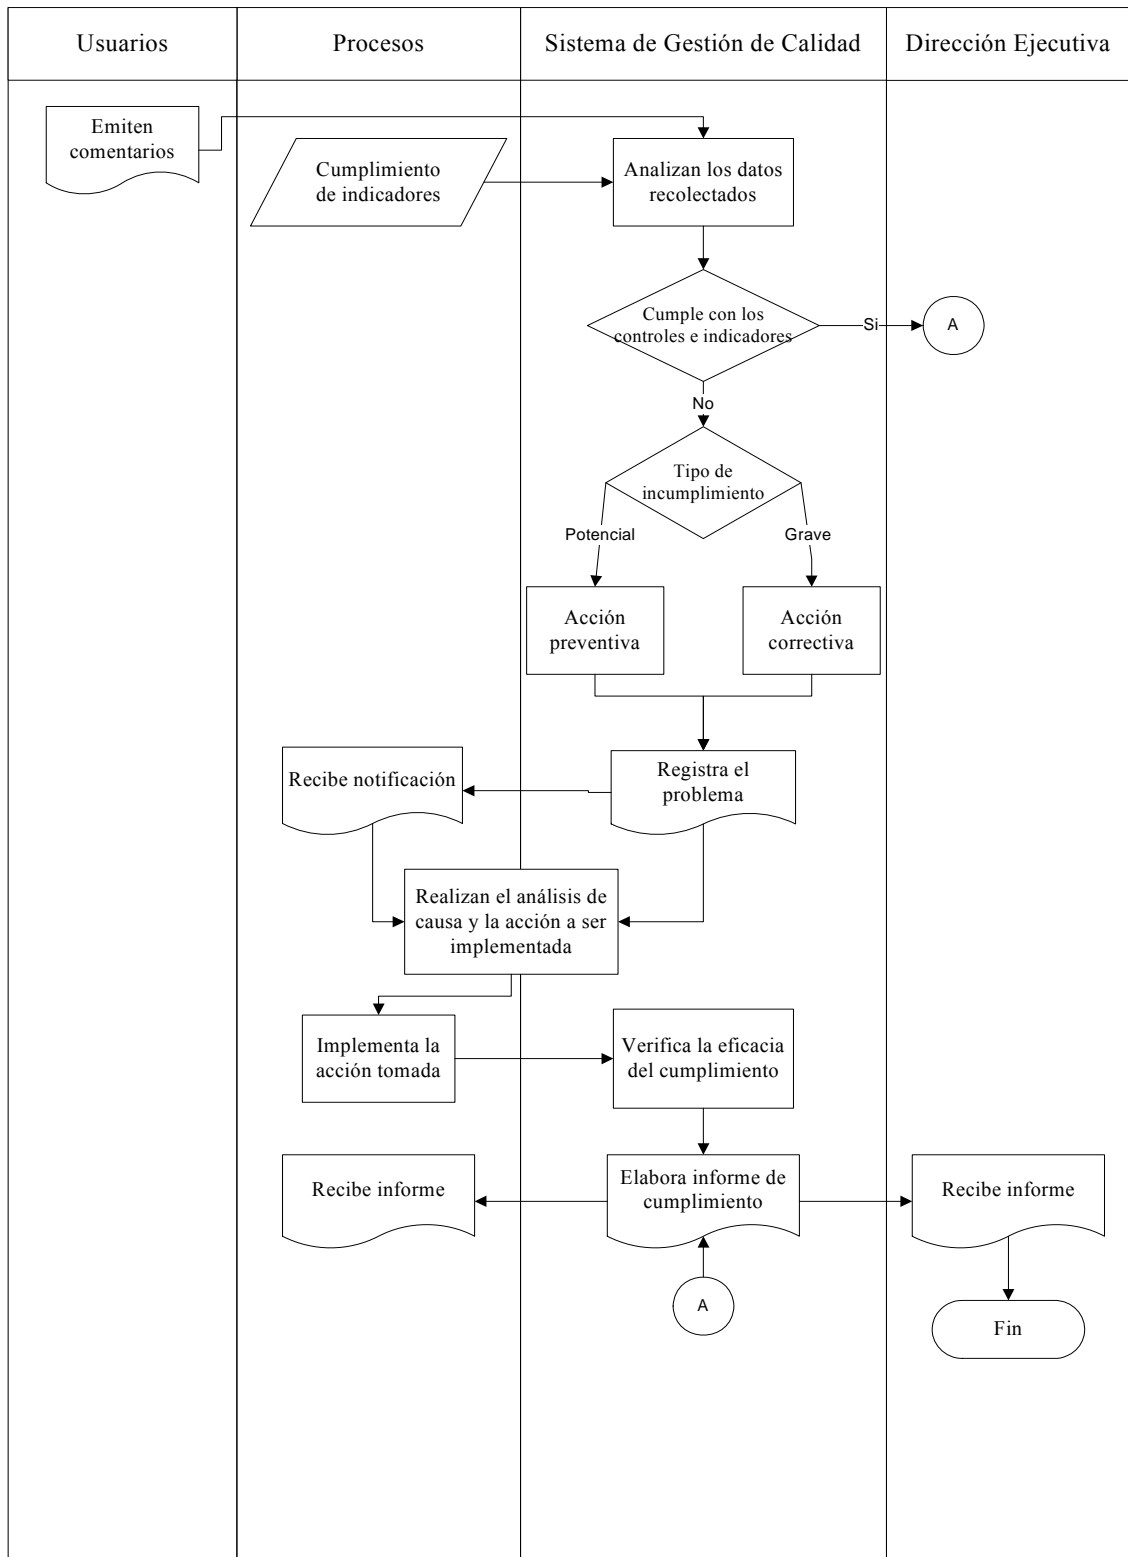 Usuarios
Procesos
Sistema de Gestión de Calidad
Dirección Ejecutiva
Emiten
comentarios
Cumplimiento
de indicadores
Analizan los datos
recolectados
Cumple con los
controles e indicadores
Si
A
No
Tipo de
incumplimiento
Potencial
Grave
Acción
preventiva
Acción
correctiva
Recibe notificación
Registra el
problema
Realizan el análisis de
causa y la acción a ser
implementada
Implementa la
acción tomada
Verifica la eficacia
del cumplimiento
Recibe informe
Elabora informe de
cumplimiento
Recibe informe
A
Fin